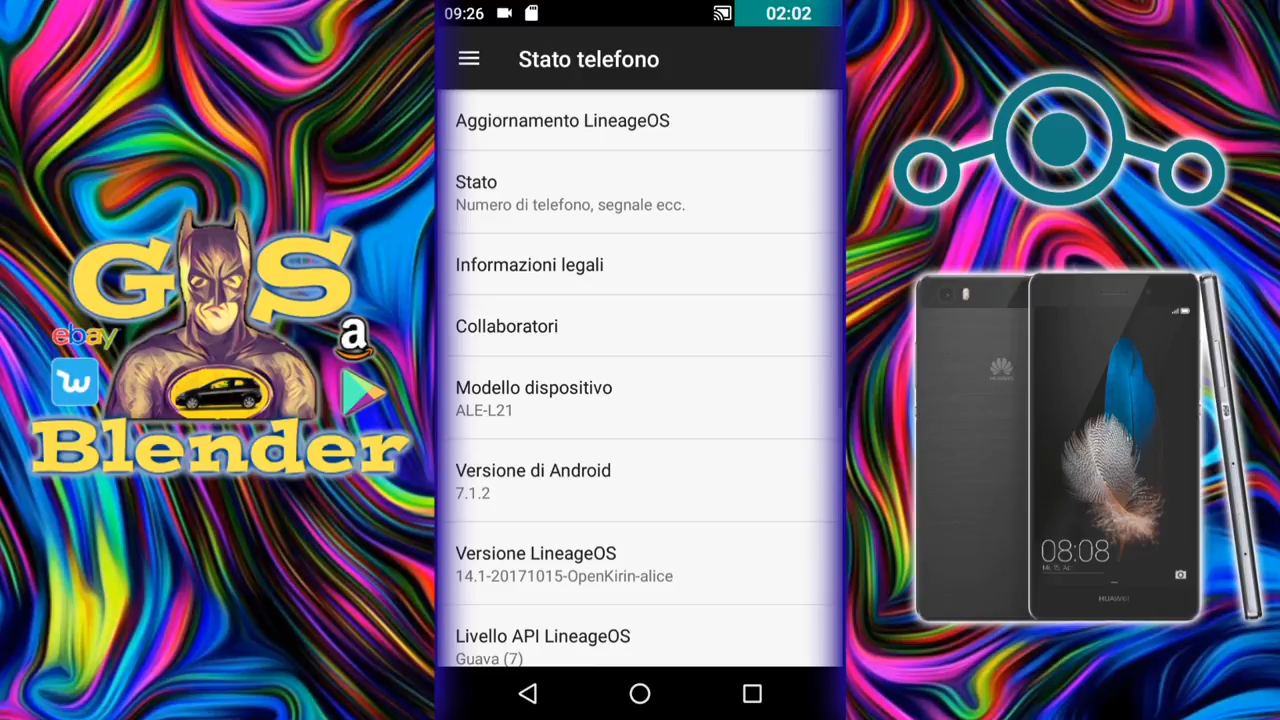 09:26
02:02
Stato telefono
Aggiornamento LineageOS
Stato
Numero di telefono, segnale ecc.
Informazioni legali
Collaboratori
Modello dispositivo
ALE-L21
Versione di Android
7.1.2
Versione LineageOS
14.1-20171015-OpenKirin-alice
Livello API LineageOS
Guava (7)
G S
ebay
a
w
Blender
HUAWEI
08:08
HUAWEI